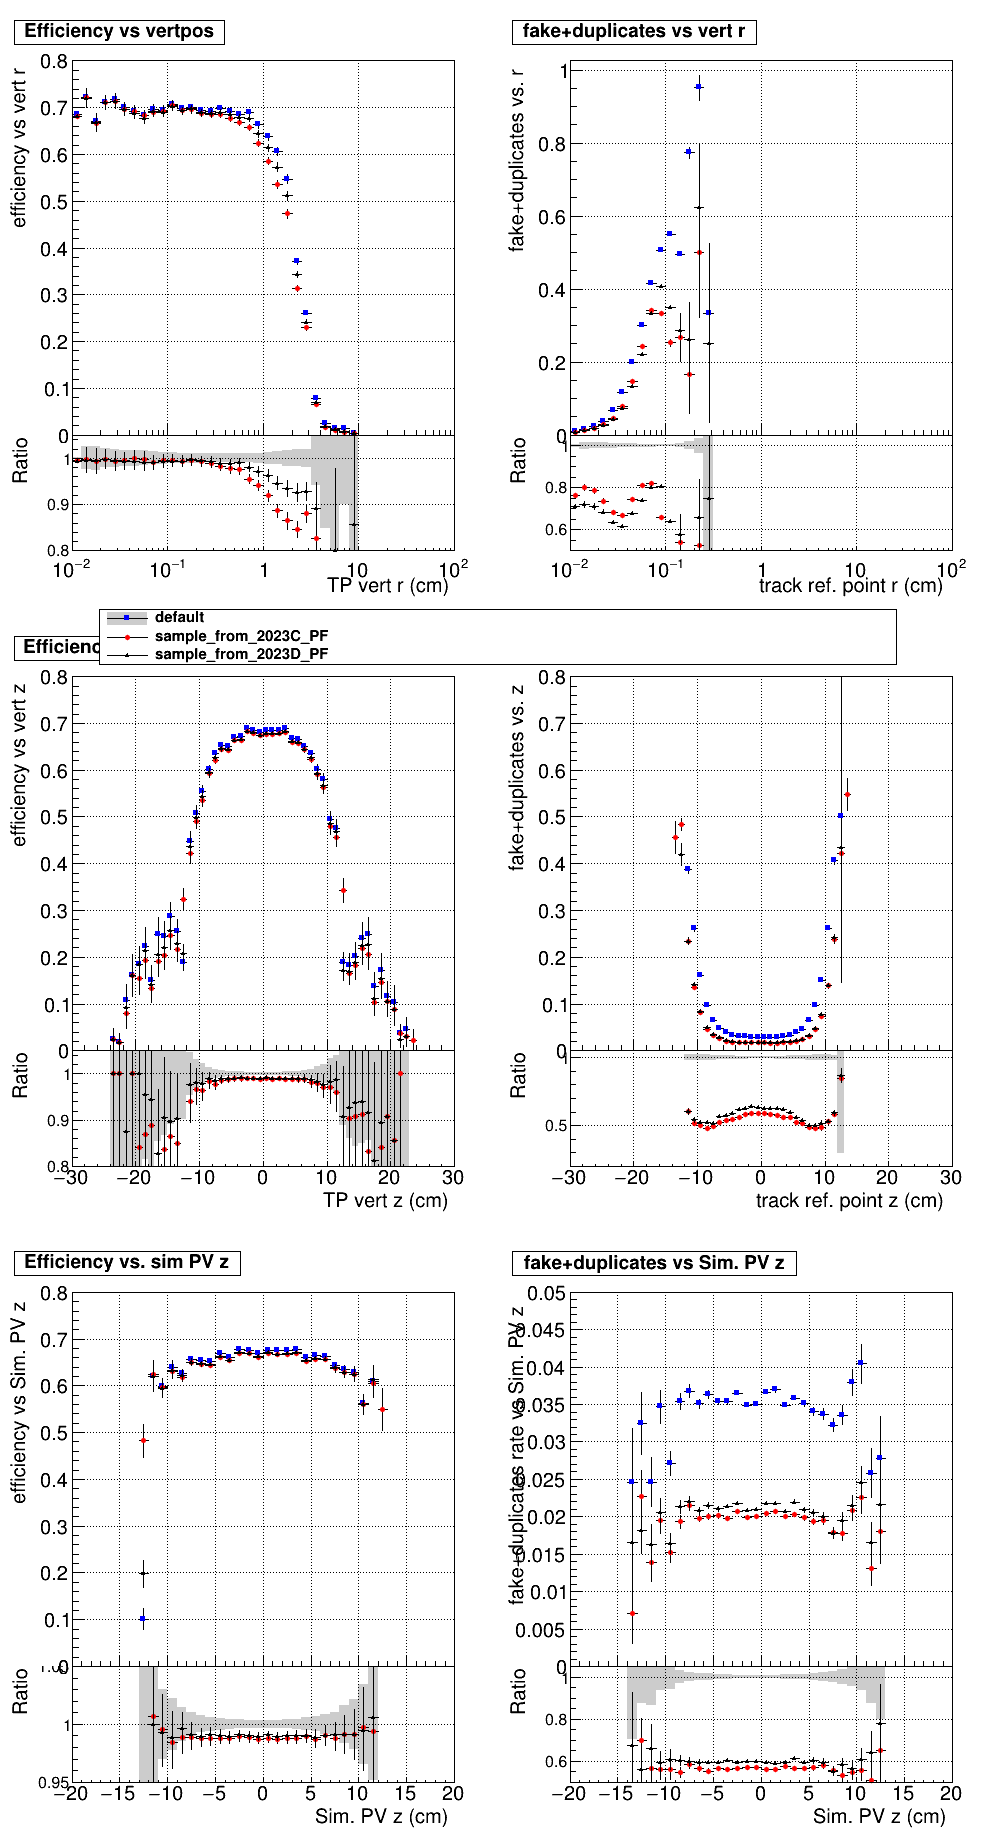 Efficiency vs vertpos
fake+duplicates vs vert r
efficiency vs vert r
0.8
0.7
0.6
0.5
0.4
0.3
0.2
0.1
0
Ratio
1
0.9
0.8
10⁻²
10⁻¹
1
10
10²
TP vert r (cm)
fake+duplicates vs. r
1
0.8
0.6
0.4
0.2
0
Ratio
1
0.8
0.6
10⁻²
10⁻¹
1
10
10²
track ref. point r (cm)
default
sample_from_2023C_PF
sample_from_2023D_PF
efficiency vs vert z
0.8
0.7
0.6
0.5
0.4
0.3
0.2
0.1
0
Ratio
1
0.9
0.8
−30 −20 −10 0 10 20 30
TP vert z (cm)
fake+duplicates vs. z
0.8
0.7
0.6
0.5
0.4
0.3
0.2
0.1
0
Ratio
1
0.5
−30 −20 −10 0 10 20 30
track ref. point z (cm)
Efficiency vs. sim PV z
fake+duplicates vs Sim. PV z
efficiency vs Sim. PV z
0.8
0.7
0.6
0.5
0.4
0.3
0.2
0.1
0
Ratio
1
0.95
−20 −15 −10 −5 0 5 10 15 20
Sim. PV z (cm)
fake+duplicates rate vs Sim. PV z
0.05
0.045
0.04
0.035
0.03
0.025
0.02
0.015
0.01
0.005
0
Ratio
1
0.8
0.6
−20 −15 −10 −5 0 5 10 15 20
Sim. PV z (cm)